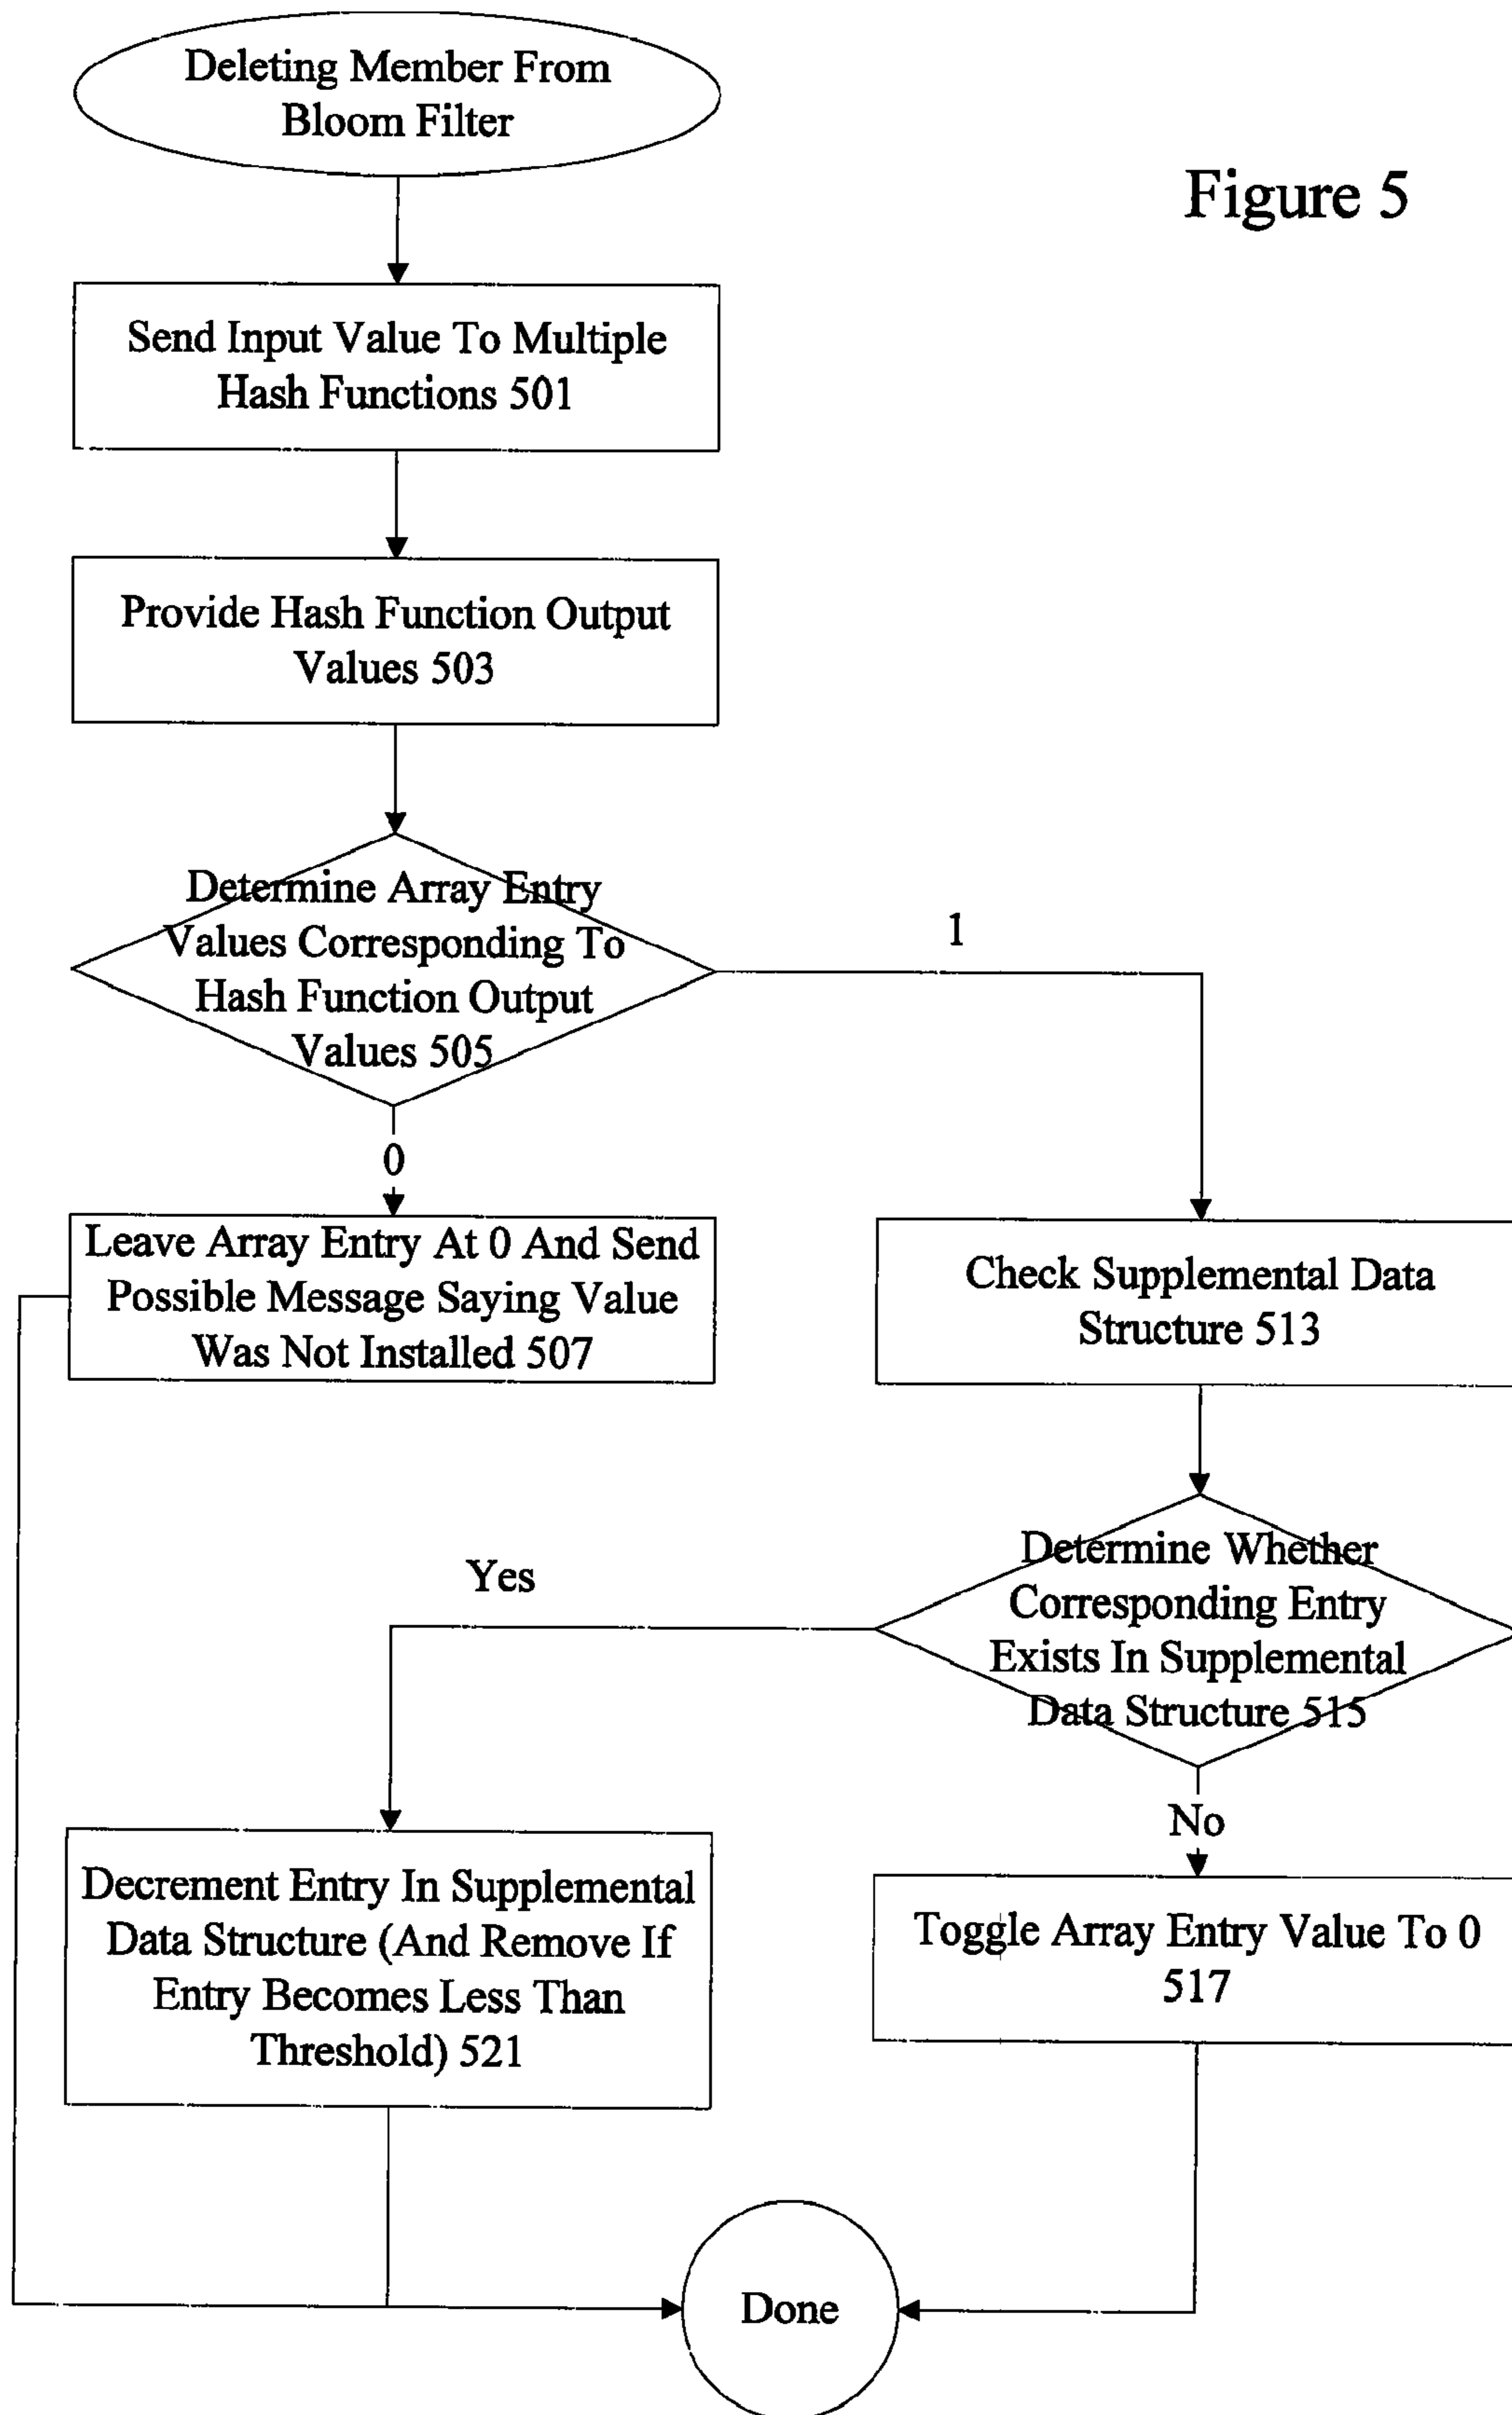 Deleting Member From
Bloom Filter
Figure 5
Send Input Value To Multiple
Hash Functions 501
Provide Hash Function Output
Values 503
Determine Array Entry
Values Corresponding To
Hash Function Output
Values 505
1
0
Leave Array Entry At 0 And Send
Possible Message Saying Value
Was Not Installed 507
Check Supplemental Data
Structure 513
Determine Whether
Corresponding Entry
Exists In Supplemental
Data Structure 515
Yes
No
Decrement Entry In Supplemental
Data Structure (And Remove If
Entry Becomes Less Than
Threshold) 521
Toggle Array Entry Value To 0
517
Done